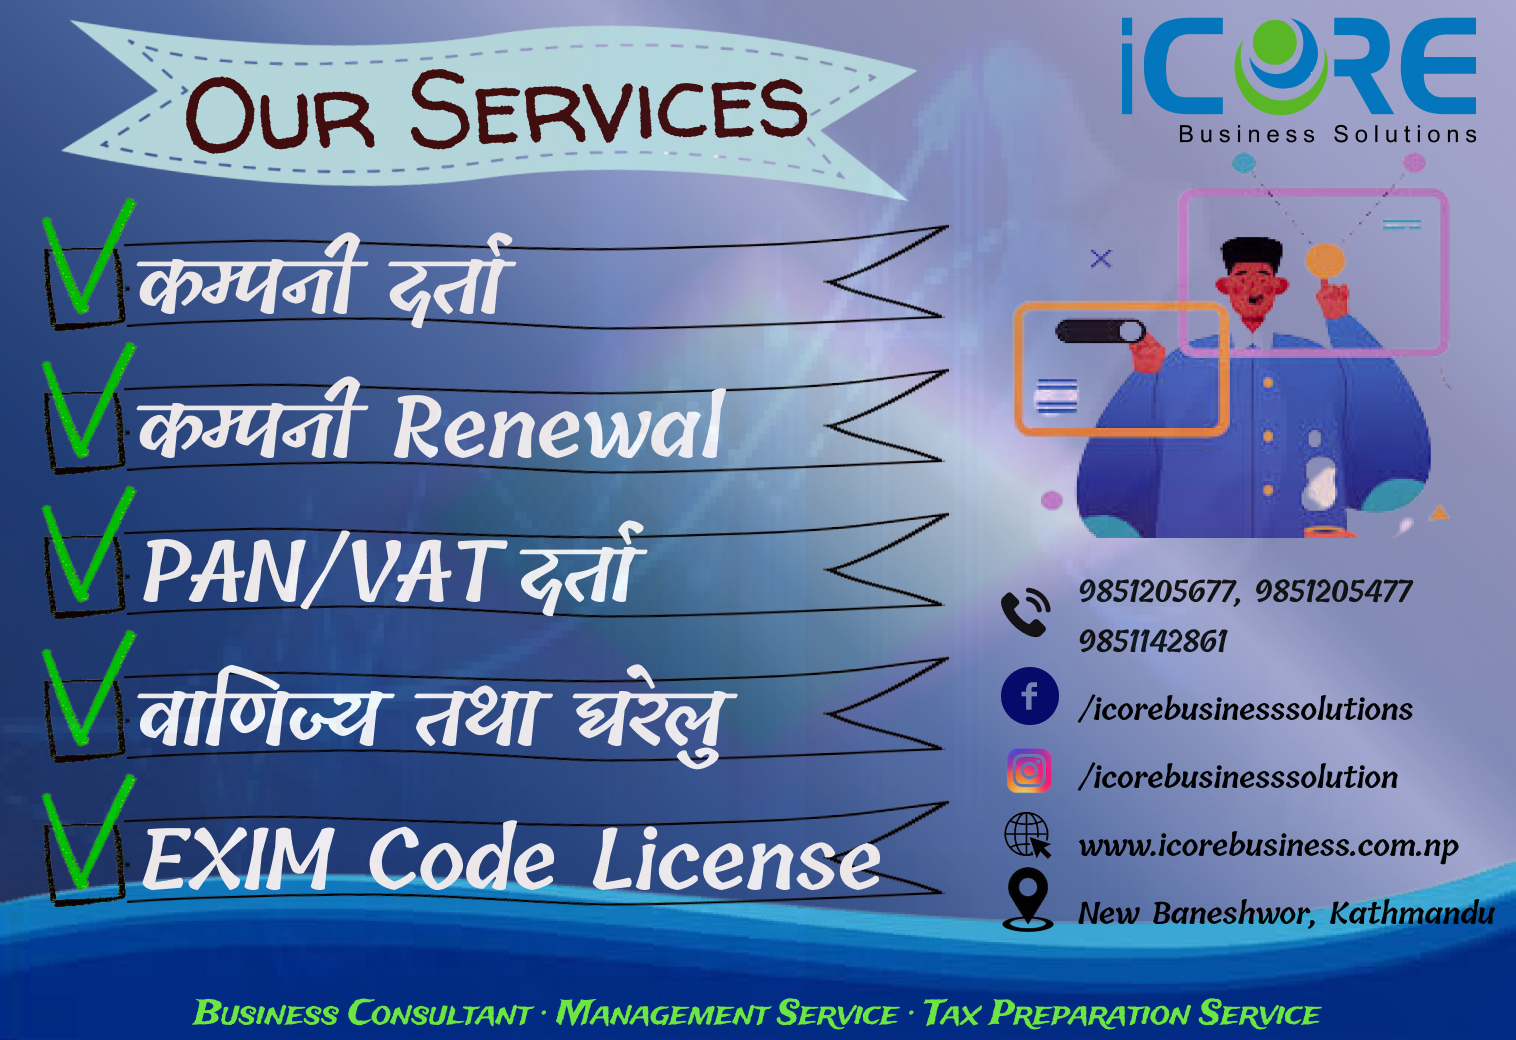 OUR SERVICES
iCORE
Business Solutions
कम्पनी दर्ता
कम्पनी Renewal
PAN/VAT दर्ता
वाणिज्य तथा घरेलु
EXIM Code License
9851205677, 9851205477
9851142861
/icorebusinesssolutions
/icorebusinesssolution
www.icorebusiness.com.np
New Baneshwor, Kathmandu
BUSINESS CONSULTANT · MANAGEMENT SERVICE · TAX PREPARATION SERVICE